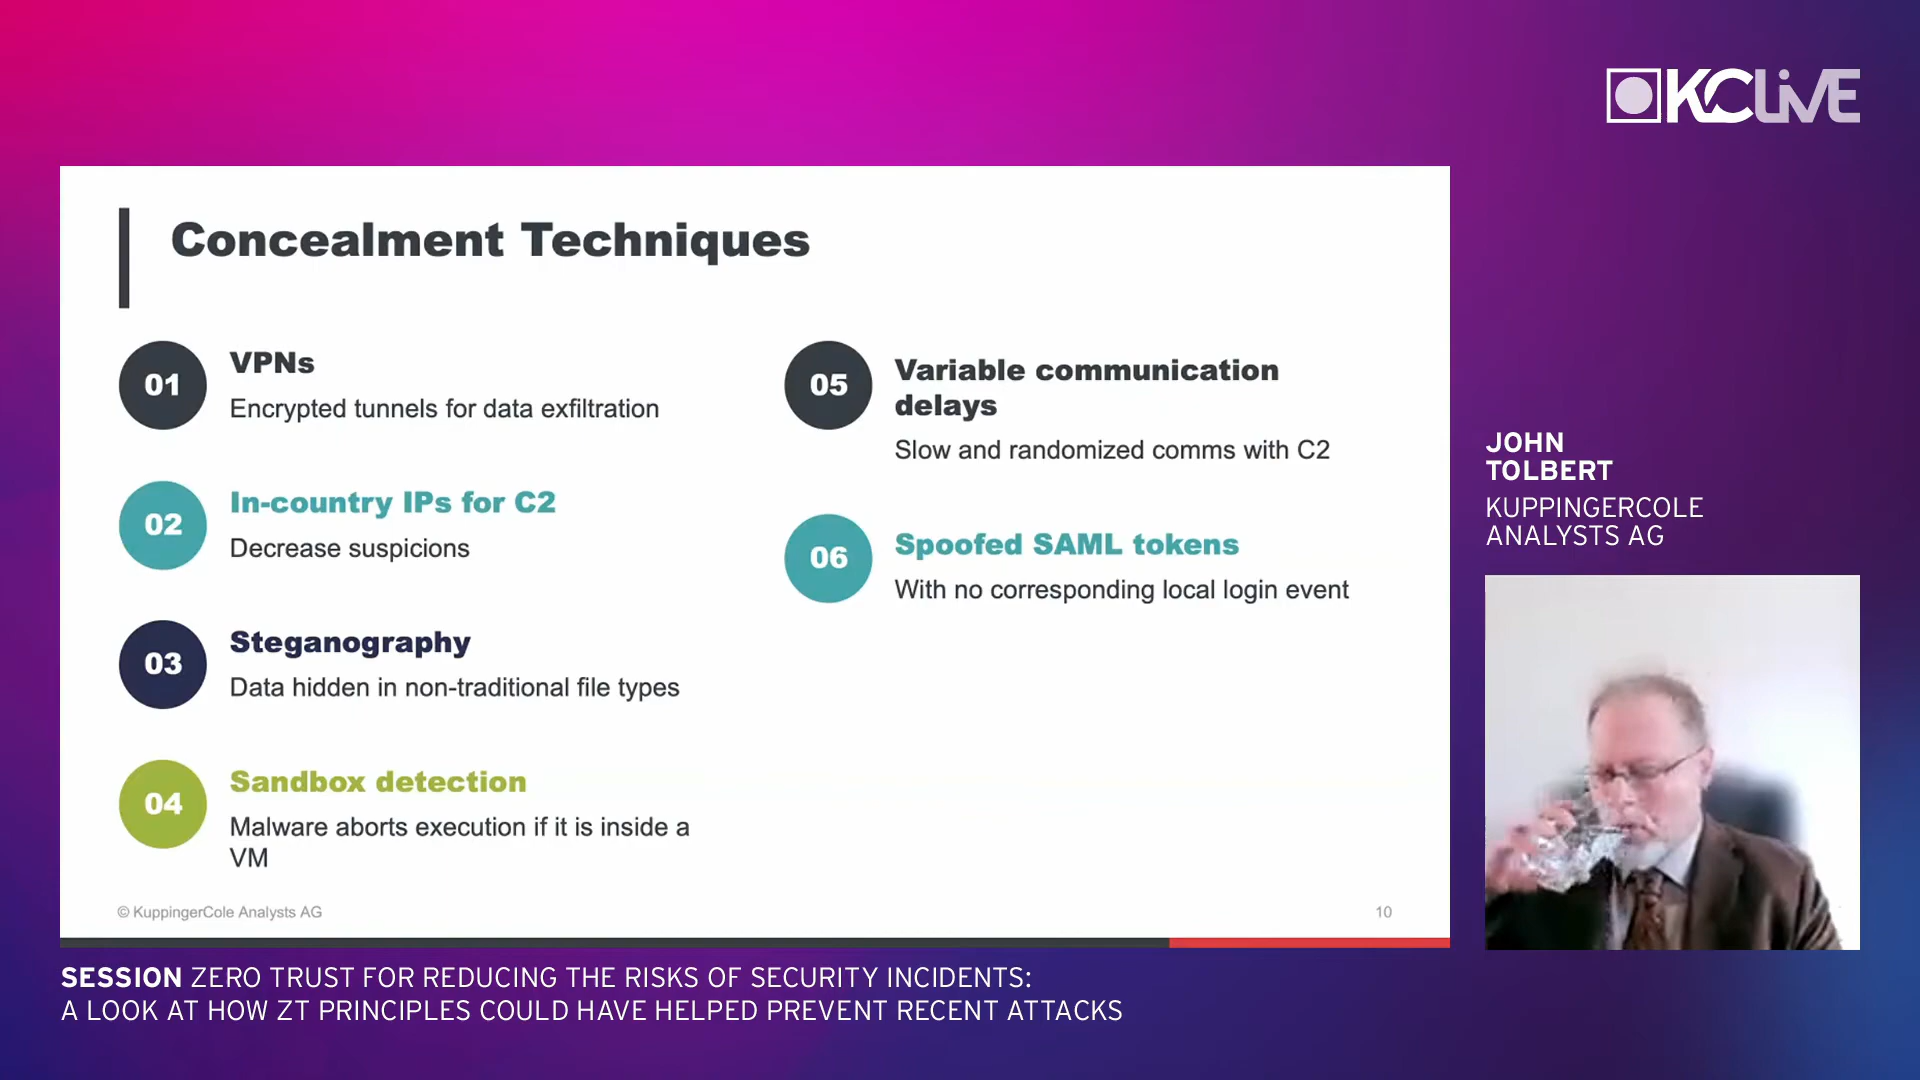 KCLIVE
Concealment Techniques
01
VPNs
Encrypted tunnels for data exfiltration
02
In-country IPs for C2
Decrease suspicions
03
Steganography
Data hidden in non-traditional file types
04
Sandbox detection
Malware aborts execution if it is inside a
VM
05
Variable communication
delays
Slow and randomized comms with C2
06
Spoofed SAML tokens
With no corresponding local login event
© KuppingerCole Analysts AG
10
JOHN
TOLBERT
KUPPINGERCOLE
ANALYSTS AG
SESSION ZERO TRUST FOR REDUCING THE RISKS OF SECURITY INCIDENTS:
A LOOK AT HOW ZT PRINCIPLES COULD HAVE HELPED PREVENT RECENT ATTACKS